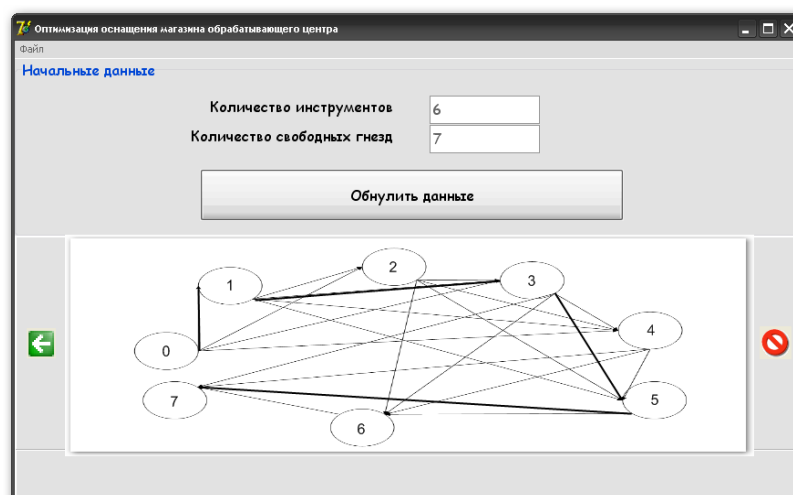 Оптимизация оснащения магазина обрабатывающего центра
Файл
Начальные данные
Количество инструментов 6
Количество свободных гнезд 7
Обнулить данные
2
1
3
4
0
7
5
6